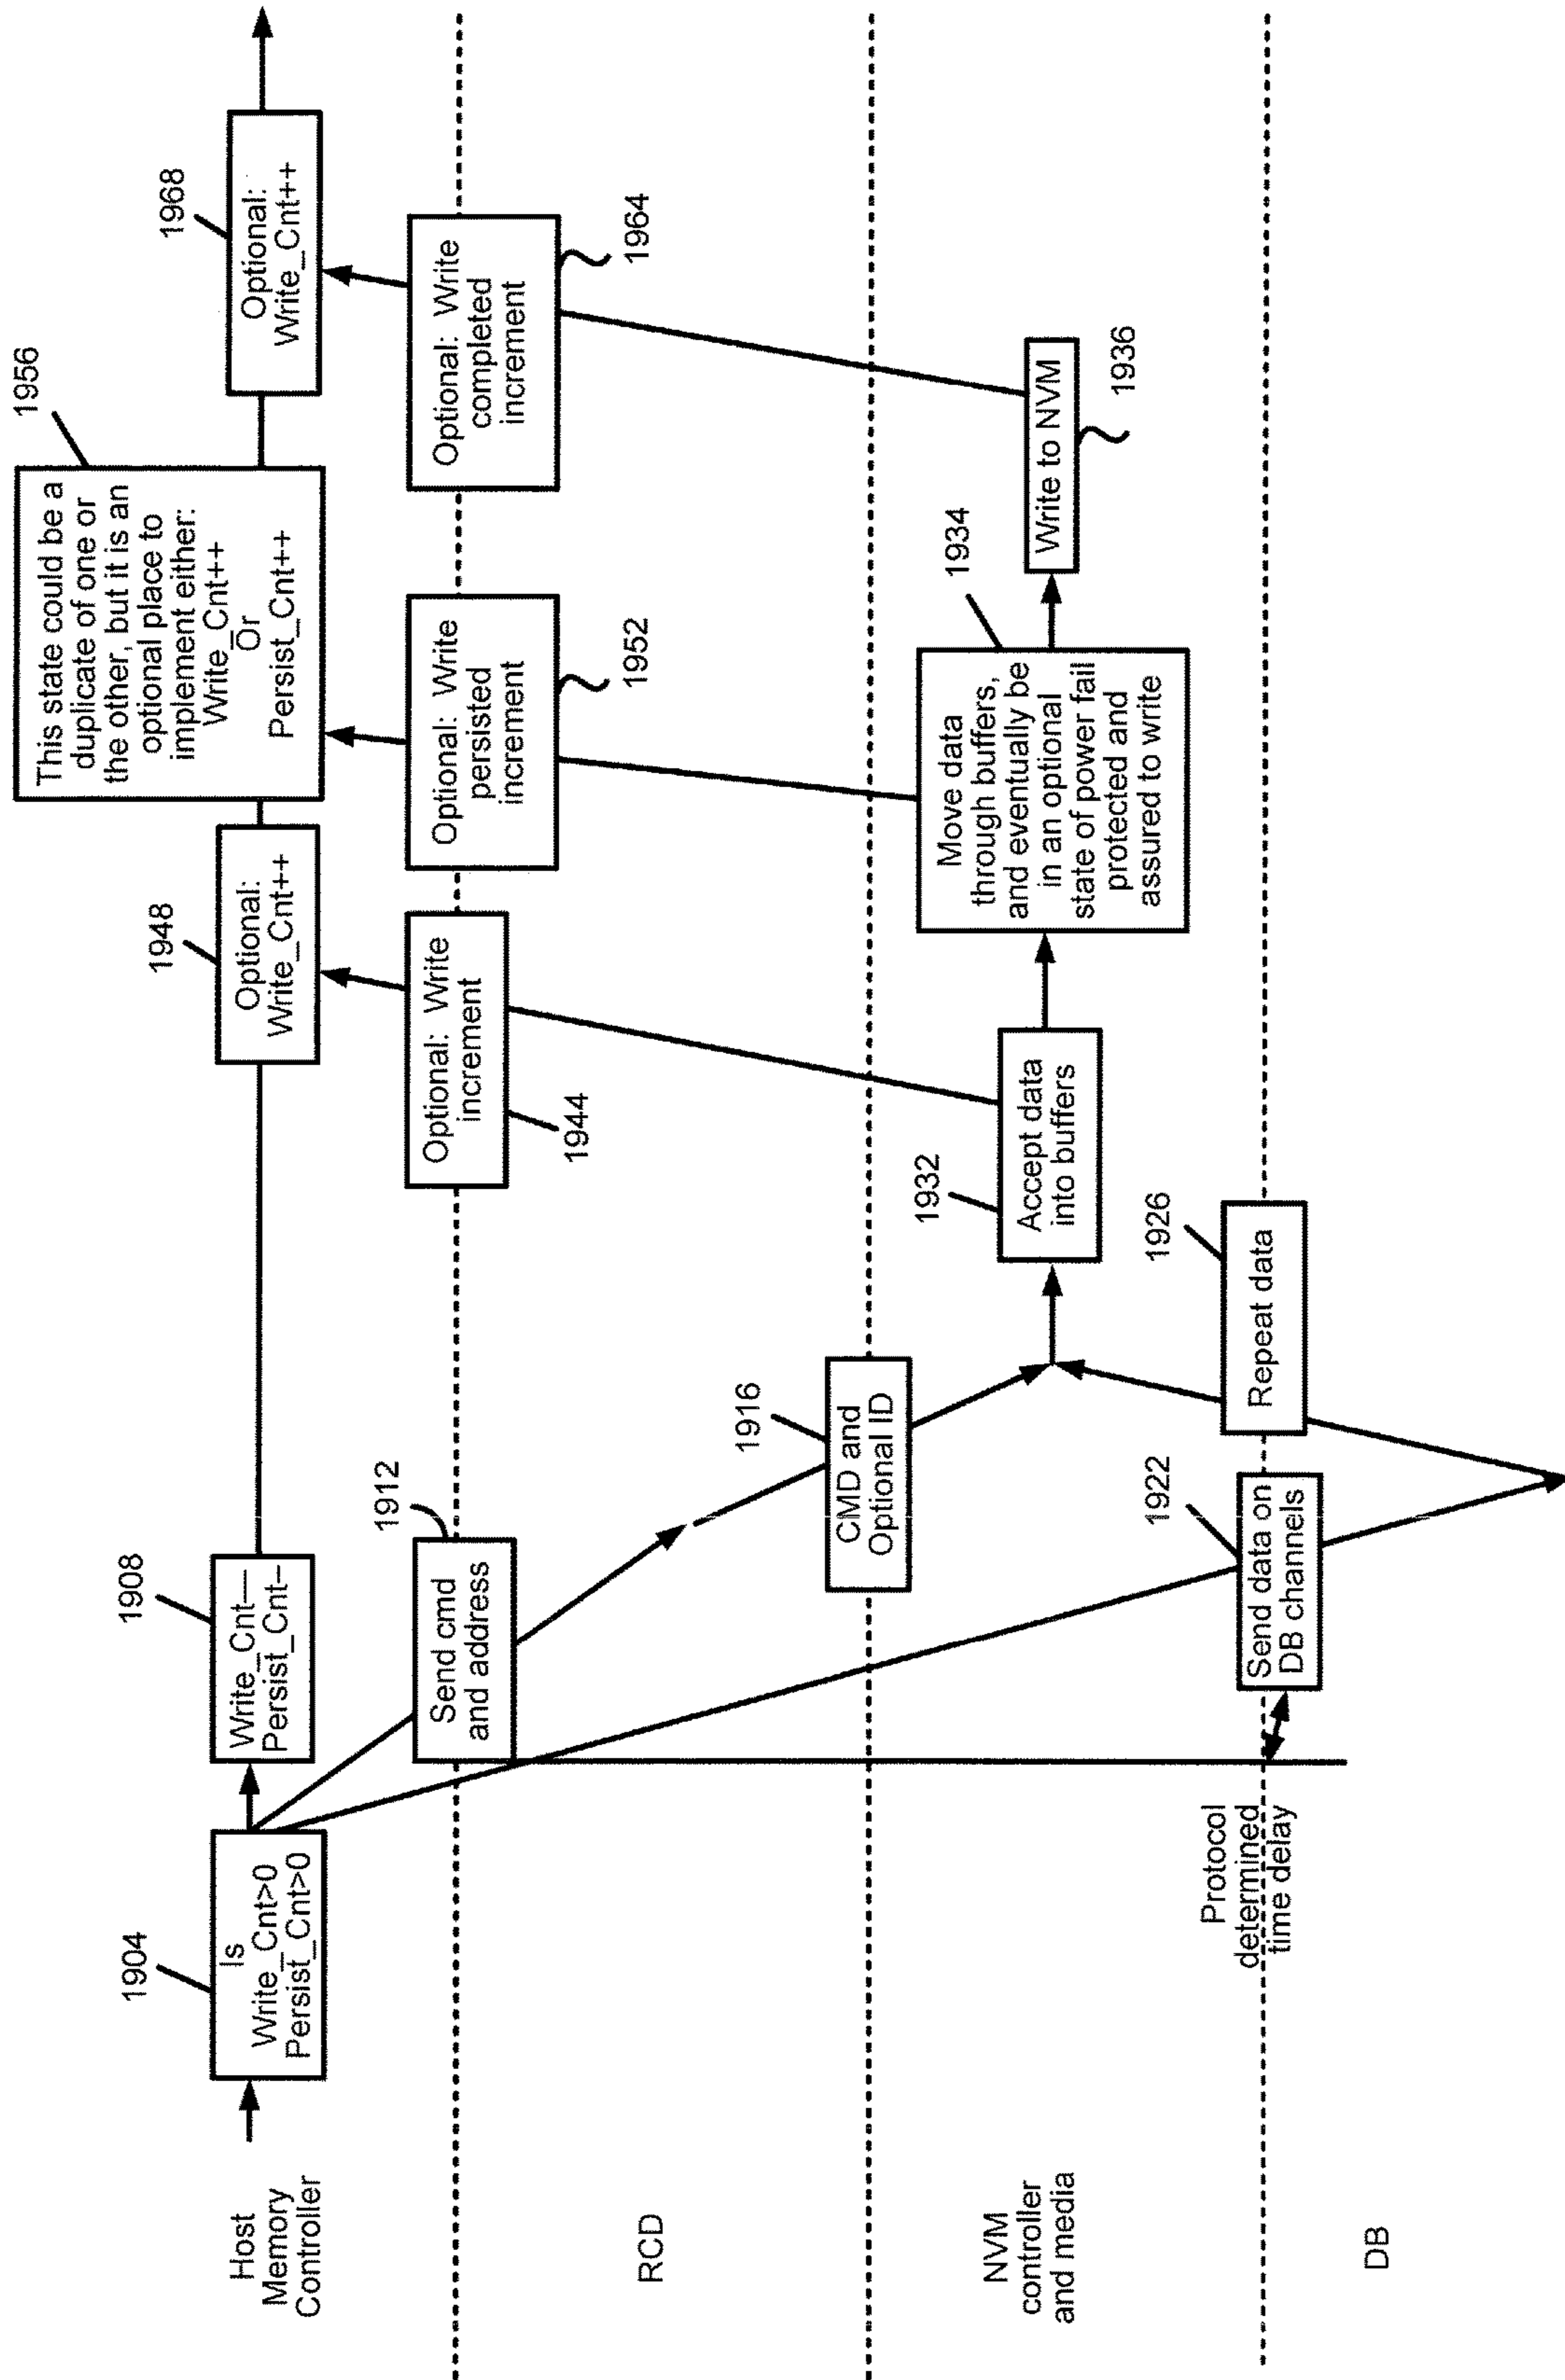 Host
Memory
Controller
1904
Is
Write_Cnt>0
Persist_Cnt>0
1908
Write_Cnt—
Persist_Cnt–
1948
Optional:
Write_Cnt++
1956
This state could be a
duplicate of one or
the other, but it is an
optional place to
implement either:
Write_Cnt++
Or
Persist_Cnt++
1968
Optional:
Write_Cnt++
RCD
1912
Send cmd
and address
1944
Optional: Write
increment
1952
Optional: Write
persisted
increment
1964
Optional: Write
completed
increment
NVM
controller
and media
1916
CMD and
Optional ID
1932
Accept data
into buffers
1934
Move data
through buffers,
and eventually be
in an optional
state of power fail
protected and
assured to write
1936
Write to NVM
DB
Protocol
determined
time delay
1922
Send data on
DB channels
1926
Repeat data